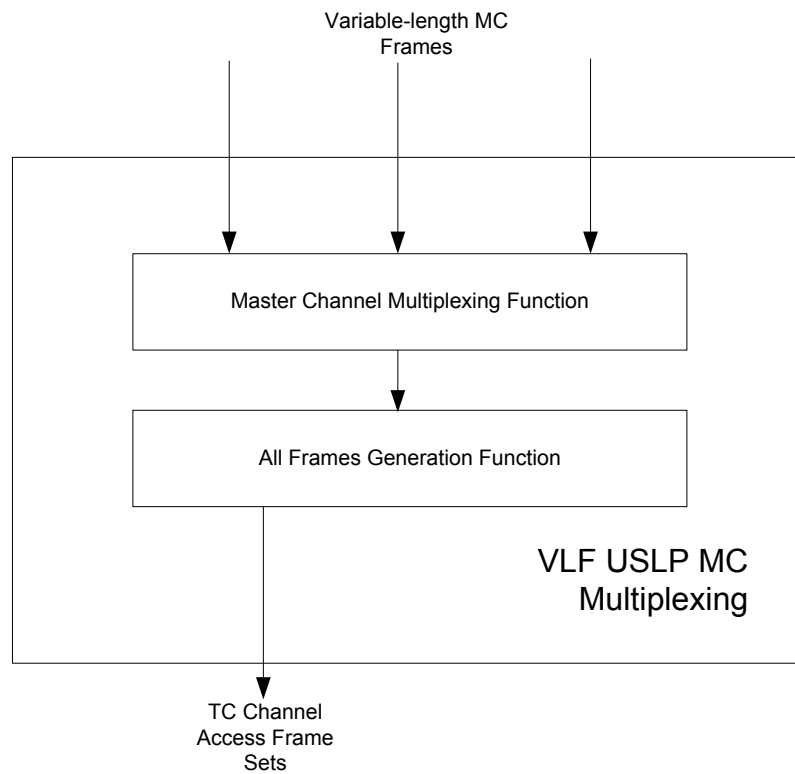 Variable-length MC
Frames
Master Channel Multiplexing Function
All Frames Generation Function
VLF USLP MC
Multiplexing
TC Channel
Access Frame
Sets